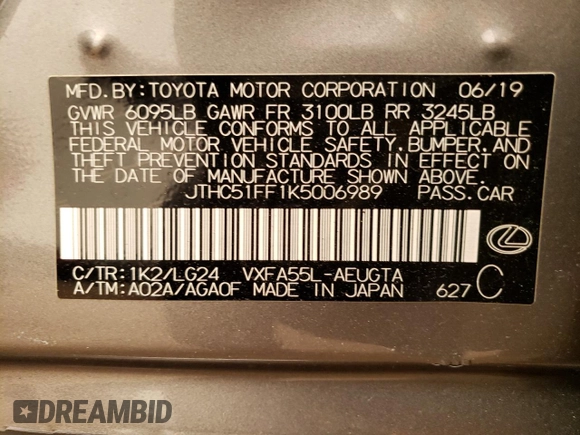 MFD. BY: TOYOTA MOTOR CORPORATION 06/19
GVWR 6095LB GAWR FR 3100LB RR 3245LB
THIS VEHICLE CONFORMS TO ALL APPLICABLE
FEDERAL MOTOR VEHICLE SAFETY, BUMPER, AND
THEFT PREVENTION STANDARDS IN EFFECT ON
THE DATE OF MANUFACTURE SHOWN ABOVE.
JTHC51FF1K5006989 PASS. CAR
C/TR: 1K2/LG24 VXFA55L-AEUGTA
A/TM: A02A/AGA0F MADE IN JAPAN 627 C
DREAMBID